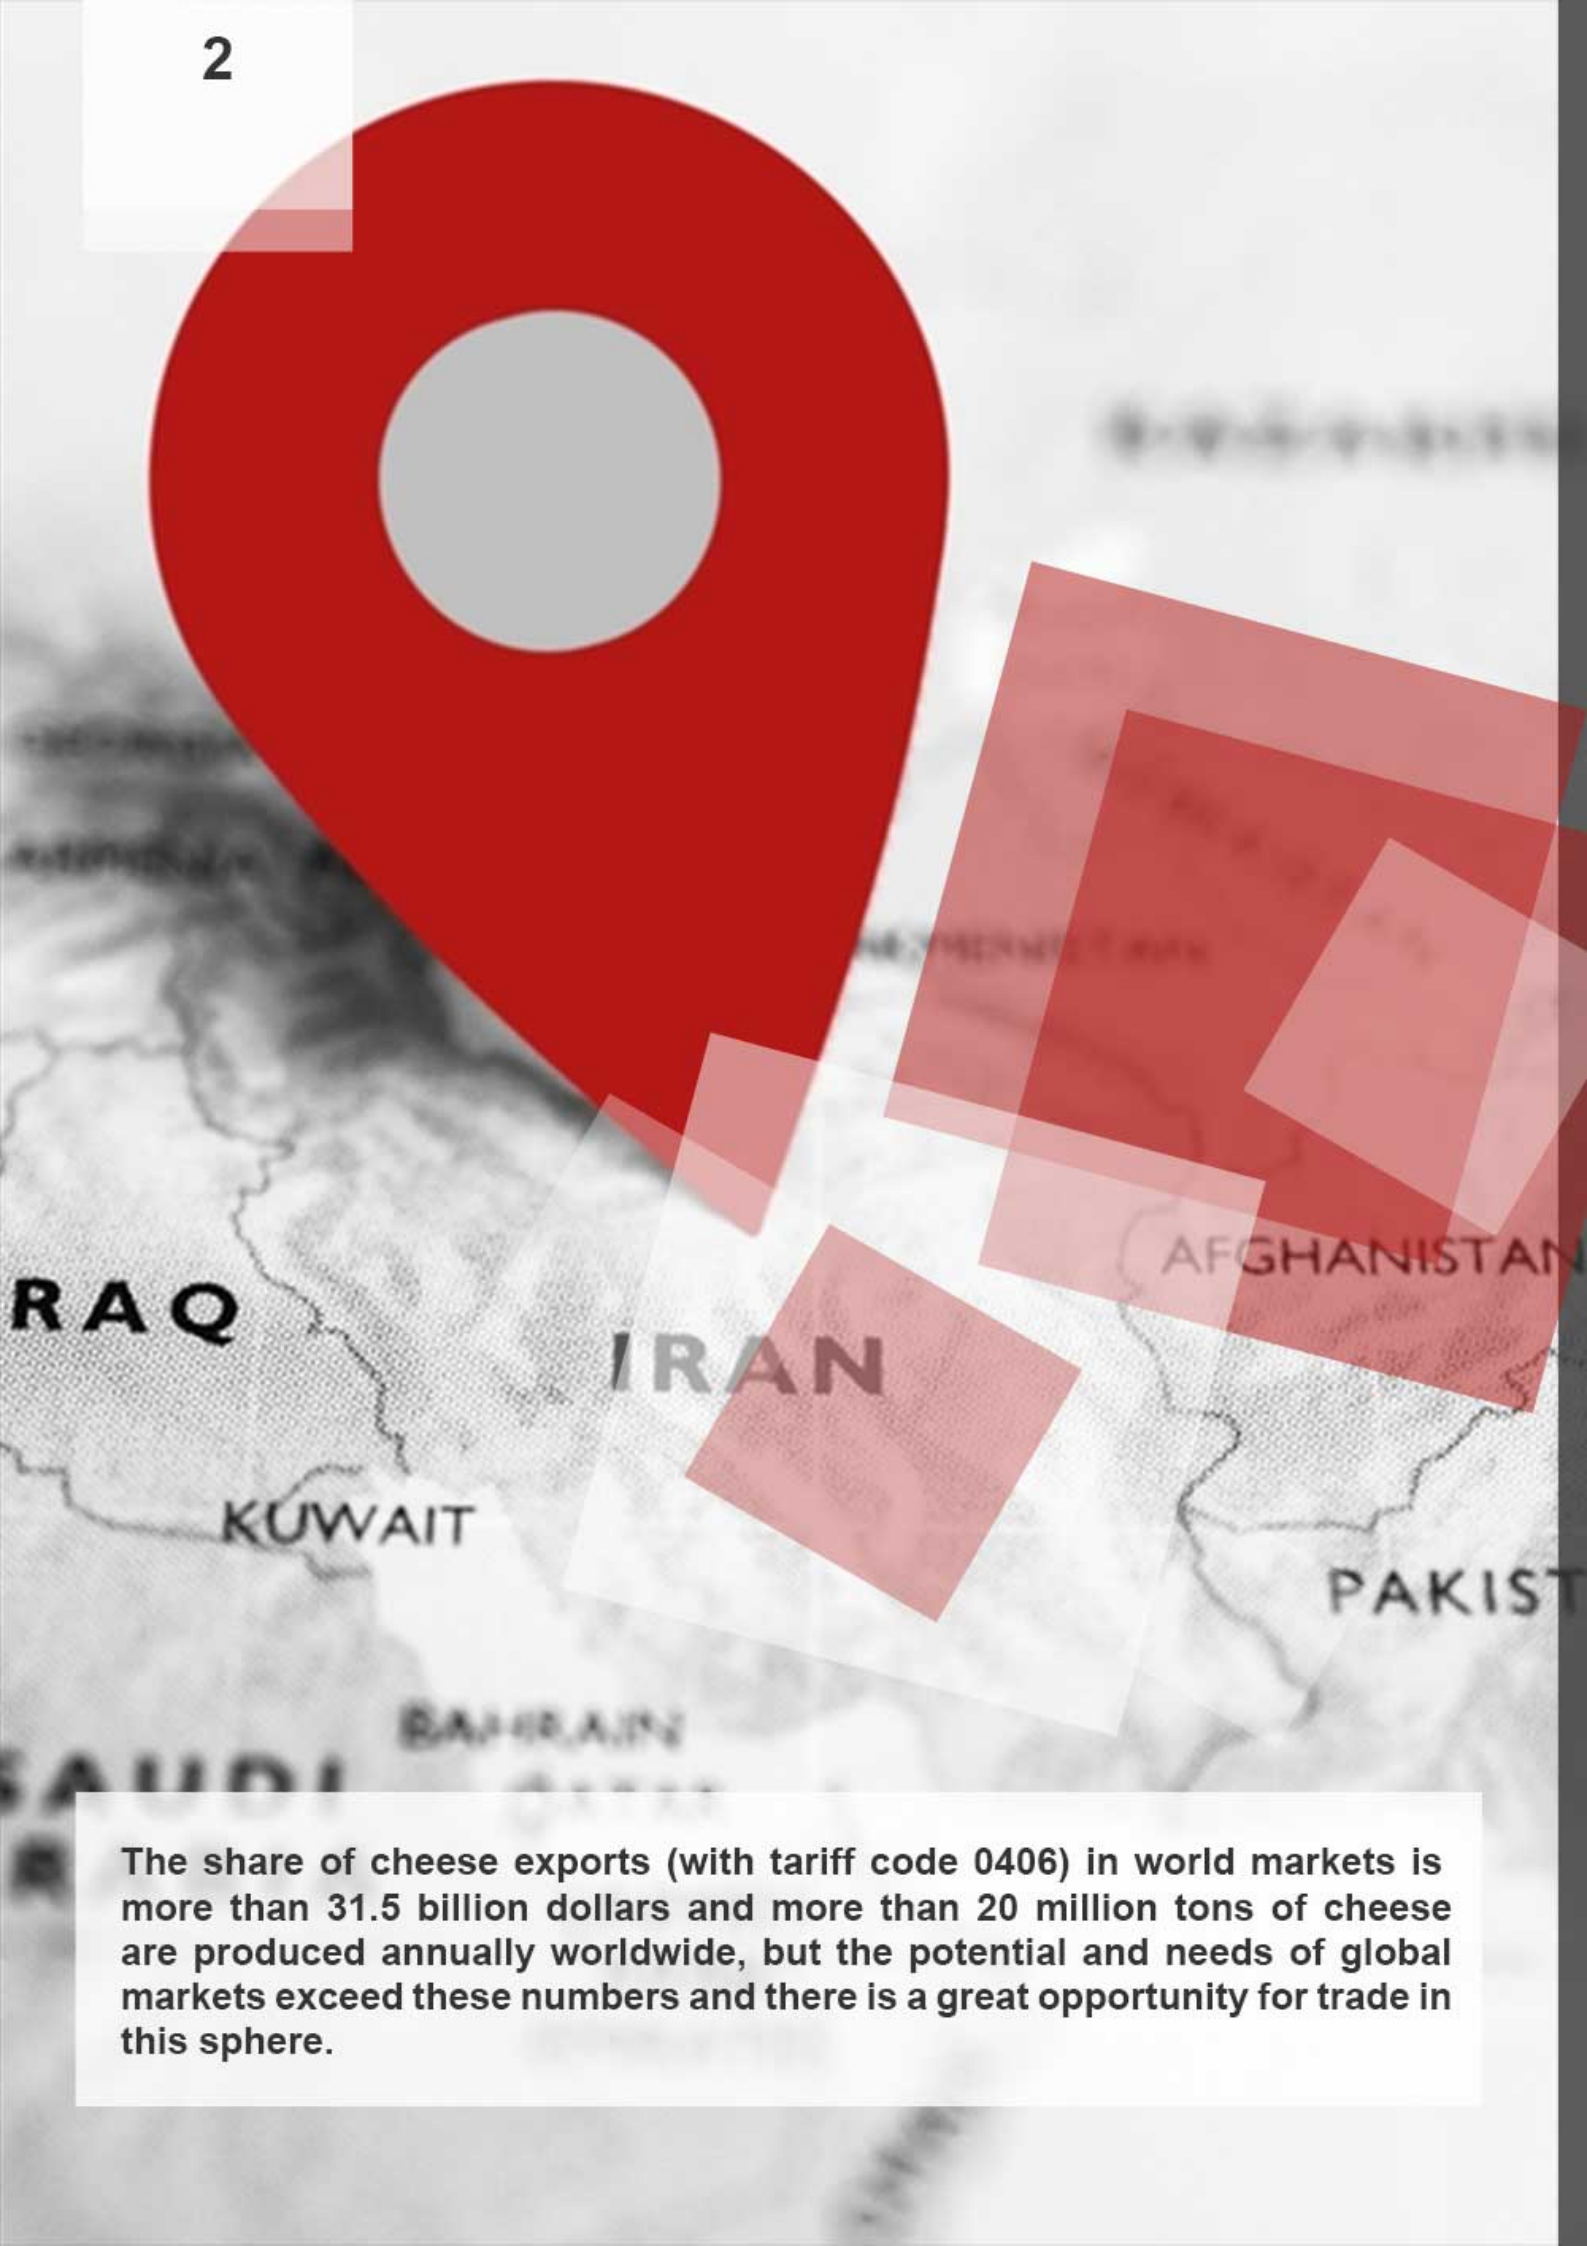 2
RAQ
IRAN
AFGHANISTAN
KUWAIT
PAKIST
BAHRAIN
SAUDI
The share of cheese exports (with tariff code 0406) in world markets is
more than 31.5 billion dollars and more than 20 million tons of cheese
are produced annually worldwide, but the potential and needs of global
markets exceed these numbers and there is a great opportunity for trade in
this sphere.